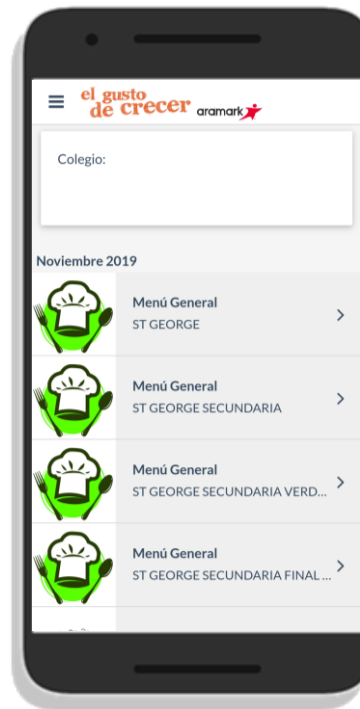 el gusto
de crecer aramark
Colegio:
Noviembre 2019
Menú General
ST GEORGE
Menú General
ST GEORGE SECUNDARIA
Menú General
ST GEORGE SECUNDARIA VERD...
Menú General
ST GEORGE SECUNDARIA FINAL ...